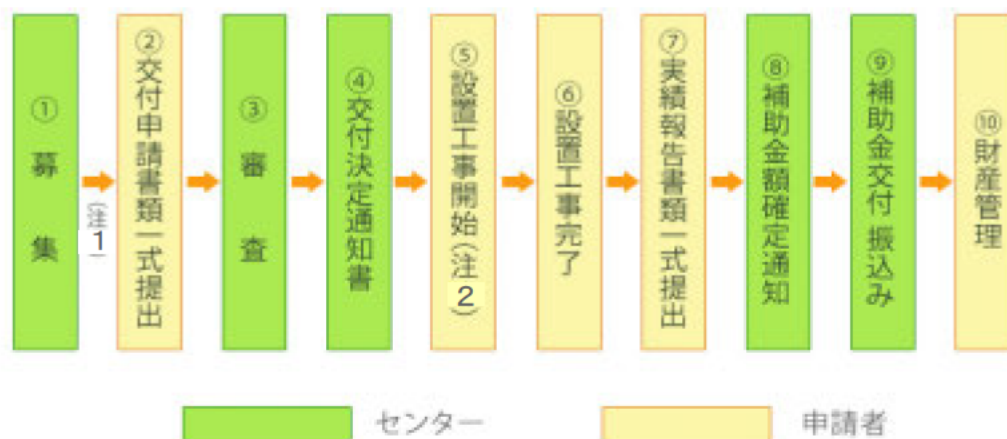 ①募集
(注1)
②交付申請書類一式提出
③審査
④交付決定通知書
⑤設置工事開始(注2)
⑥設置工事完了
⑦実績報告書類一式提出
⑧補助金額確定通知
⑨補助金交付 振込み
⑩財産管理
センター
申請者